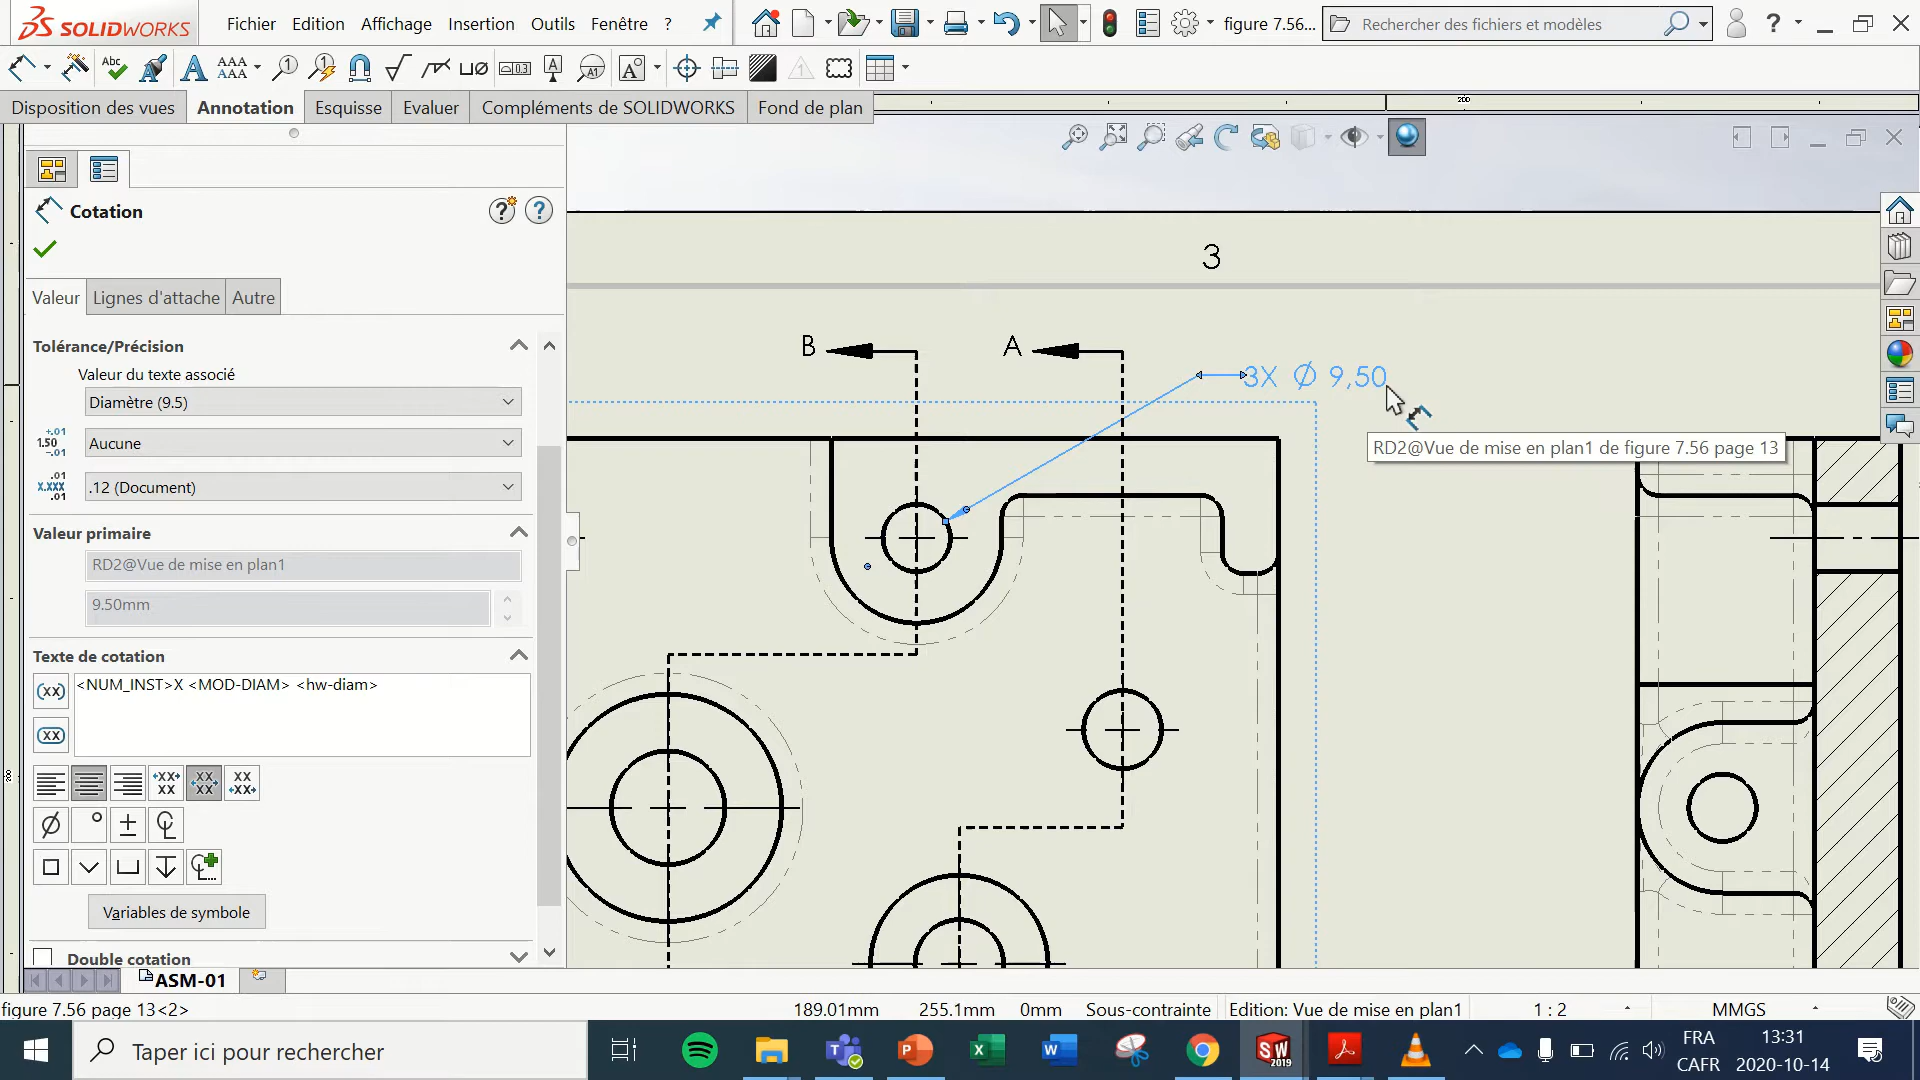 SOLIDWORKS Fichier Edition Affichage Insertion Outils Fenêtre ? figure 7.56... Rechercher des fichiers et modèles ?
Disposition des vues Annotation Esquisse Evaluer Compléments de SOLIDWORKS Fond de plan
200
Cotation
Valeur Lignes d'attache Autre
Tolérance/Précision
Valeur du texte associé
Diamètre (9.5)
Aucune
.12 (Document)
Valeur primaire
RD2@Vue de mise en plan1
9.50mm
Texte de cotation
<NUM_INST>X <MOD-DIAM> <hw-diam>
Variables de symbole
Double cotation
3
B
A
3X Ø 9,50
RD2@Vue de mise en plan1 de figure 7.56 page 13
ASM-01
figure 7.56 page 13<2> 189.01mm 255.1mm 0mm Sous-contrainte Edition: Vue de mise en plan1 1 : 2 MMGS
Taper ici pour rechercher
FRA
CAFR
13:31
2020-10-14